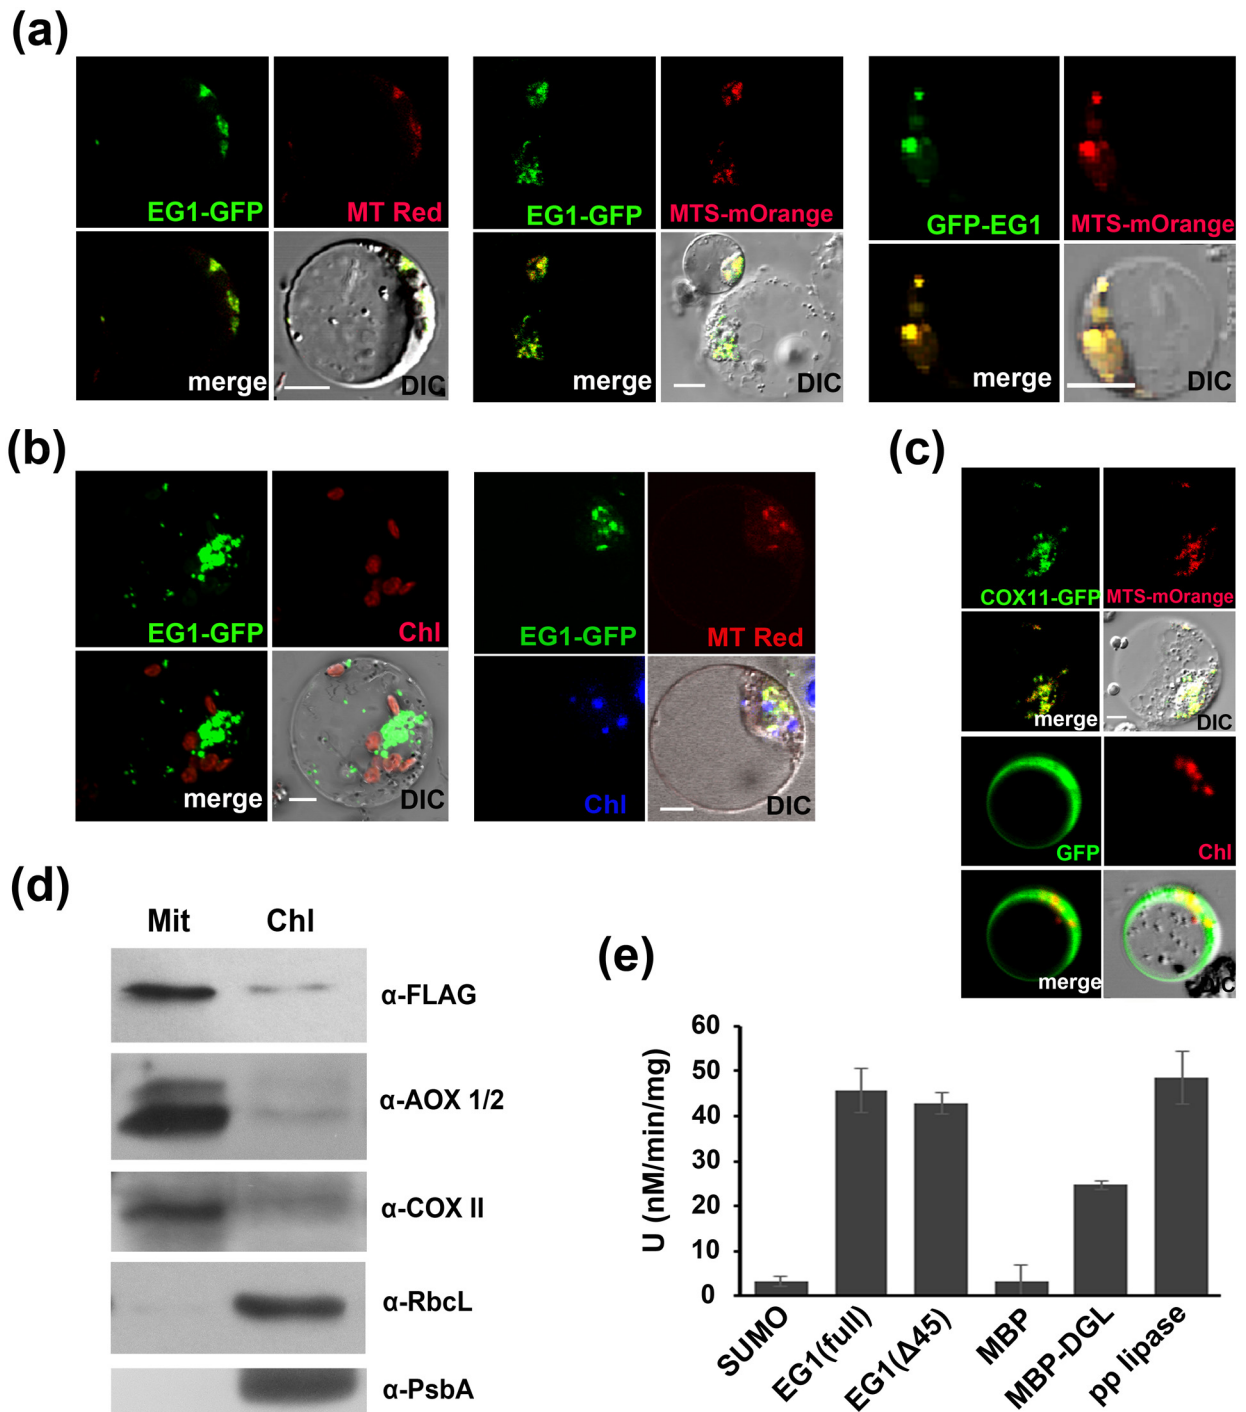 (a)
EG1-GFP
MT Red
merge
DIC
EG1-GFP
MTS-mOrange
merge
DIC
GFP-EG1
MTS-mOrange
merge
DIC
(b)
EG1-GFP
Chl
merge
DIC
EG1-GFP
MT Red
Chl
DIC
(c)
COX11-GFP
MTS-mOrange
merge
DIC
GFP
Chl
merge
DIC
(d)
Mit Chl
α-FLAG
α-AOX 1/2
α-COX II
α-RbcL
α-PsbA
(e)
U (nM/min/mg)
60
50
40
30
20
10
0
SUMO
EG1(full)
EG1(Δ45)
MBP
MBP-DGL
pp lipase